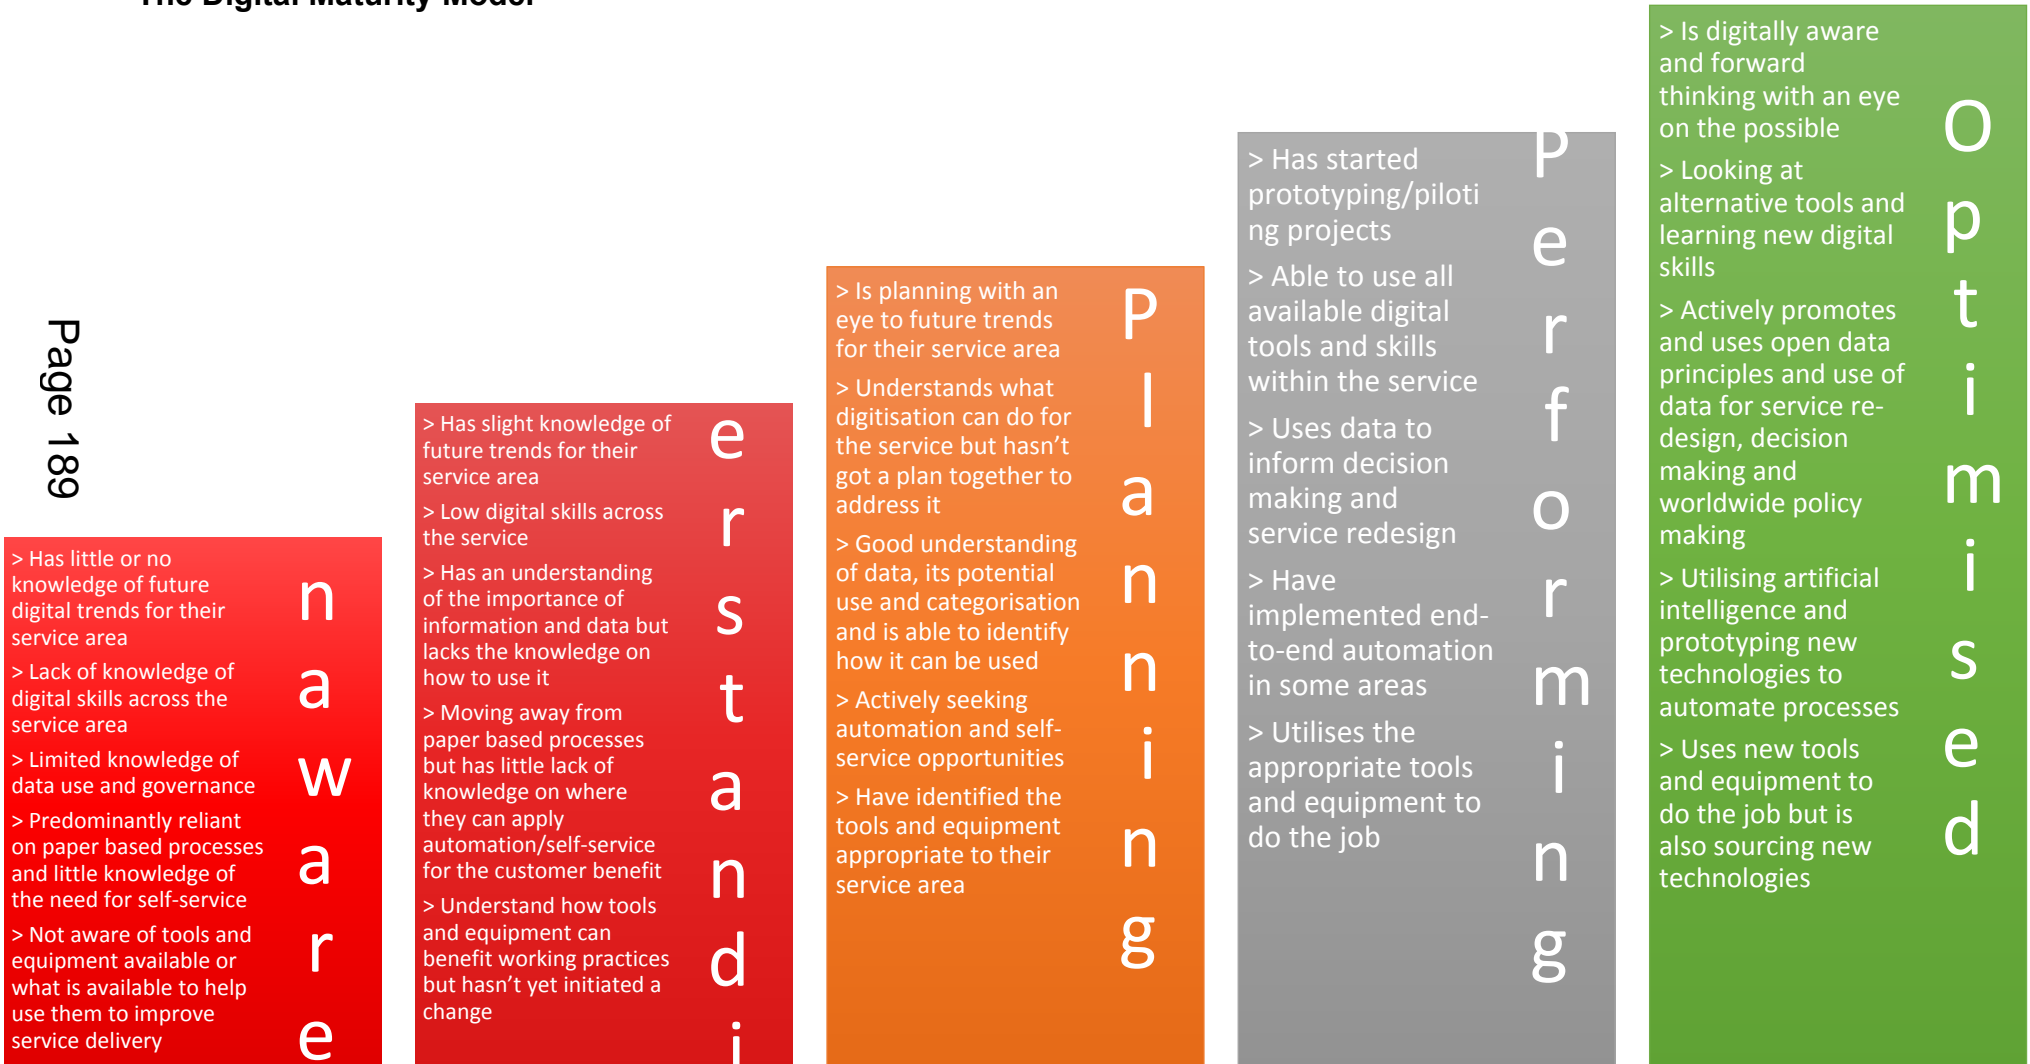 The Digital Maturity Model
Page 189
> Has little or no
knowledge of future
digital trends for their
service area
> Lack of knowledge of
digital skills across the
service area
> Limited knowledge of
data use and governance
> Predominantly reliant
on paper based processes
and little knowledge of
the need for self-service
> Not aware of tools and
equipment available or
what is available to help
use them to improve
service delivery
n
a
w
a
r
e
> Has slight knowledge of
future trends for their
service area
> Low digital skills across
the service
> Has an understanding
of the importance of
information and data but
lacks the knowledge on
how to use it
> Moving away from
paper based processes
but has little lack of
knowledge on where
they can apply
automation/self-service
for the customer benefit
> Understand how tools
and equipment can
benefit working practices
but hasn't yet initiated a
change
e
r
s
t
a
n
d
i
> Is planning with an
eye to future trends
for their service area
> Understands what
digitisation can do for
the service but hasn't
got a plan together to
address it
> Good understanding
of data, its potential
use and categorisation
and is able to identify
how it can be used
> Actively seeking
automation and self-
service opportunities
> Have identified the
tools and equipment
appropriate to their
service area
P
l
a
n
n
i
n
g
> Has started
prototyping/piloti
ng projects
> Able to use all
available digital
tools and skills
within the service
> Uses data to
inform decision
making and
service redesign
> Have
implemented end-
to-end automation
in some areas
> Utilises the
appropriate tools
and equipment to
do the job
P
e
r
f
o
r
m
i
n
g
> Is digitally aware
and forward
thinking with an eye
on the possible
> Looking at
alternative tools and
learning new digital
skills
> Actively promotes
and uses open data
principles and use of
data for service re-
design, decision
making and
worldwide policy
making
> Utilising artificial
intelligence and
prototyping new
technologies to
automate processes
> Uses new tools
and equipment to
do the job but is
also sourcing new
technologies
O
p
t
i
m
i
s
e
d